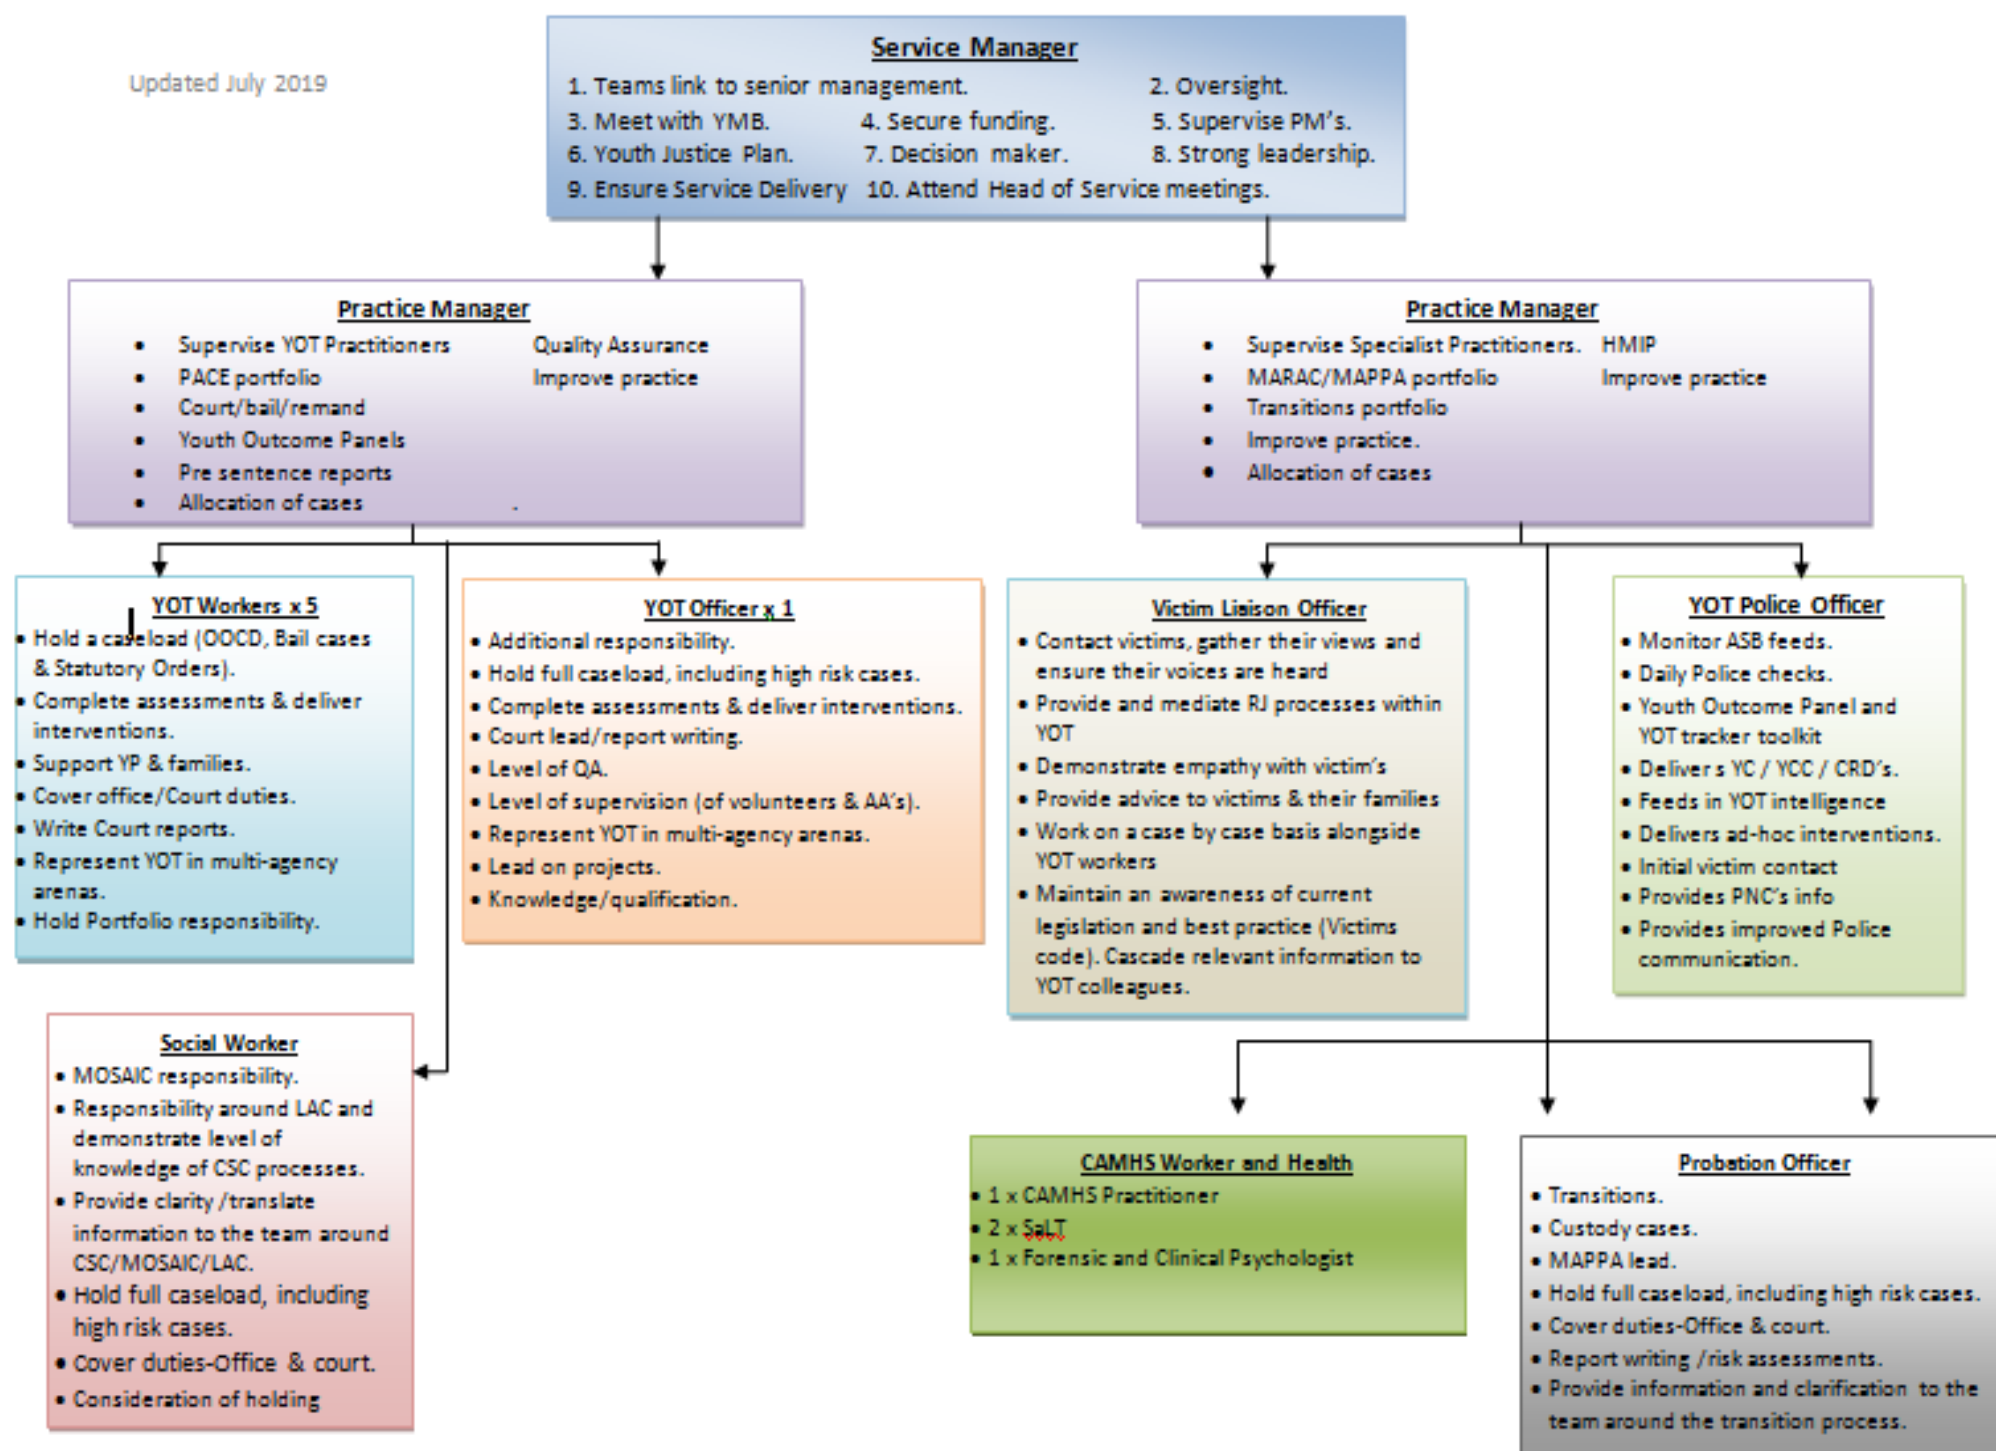 Updated July 2019
Service Manager
1. Teams link to senior management. 2. Oversight.
3. Meet with YMB. 4. Secure funding. 5. Supervise PM's.
6. Youth Justice Plan. 7. Decision maker. 8. Strong leadership.
9. Ensure Service Delivery 10. Attend Head of Service meetings.
Practice Manager
• Supervise YOT Practitioners Quality Assurance
• PACE portfolio Improve practice
• Court/bail/remand
• Youth Outcome Panels
• Pre sentence reports
• Allocation of cases .
Practice Manager
• Supervise Specialist Practitioners. HMIP
• MARAC/MAPPA portfolio Improve practice
• Transitions portfolio
• Improve practice.
• Allocation of cases
YOT Workers x 5
• Hold a caseload (OOCD, Bail cases
& Statutory Orders).
• Complete assessments & deliver
interventions.
• Support YP & families.
• Cover office/Court duties.
• Write Court reports.
• Represent YOT in multi-agency
arenas.
• Hold Portfolio responsibility.
YOT Officer x 1
• Additional responsibility.
• Hold full caseload, including high risk cases.
• Complete assessments & deliver interventions.
• Court lead/report writing.
• Level of QA.
• Level of supervision (of volunteers & AA's).
• Represent YOT in multi-agency arenas.
• Lead on projects.
• Knowledge/qualification.
Victim Liaison Officer
• Contact victims, gather their views and
ensure their voices are heard
• Provide and mediate RJ processes within
YOT
• Demonstrate empathy with victim's
• Provide advice to victims & their families
• Work on a case by case basis alongside
YOT workers
• Maintain an awareness of current
legislation and best practice (Victims
code). Cascade relevant information to
YOT colleagues.
YOT Police Officer
• Monitor ASB feeds.
• Daily Police checks.
• Youth Outcome Panel and
YOT tracker toolkit
• Deliver s YC / YCC / CRD's.
• Feeds in YOT intelligence
• Delivers ad-hoc interventions.
• Initial victim contact
• Provides PNC's info
• Provides improved Police
communication.
Social Worker
• MOSAIC responsibility.
• Responsibility around LAC and
demonstrate level of
knowledge of CSC processes.
• Provide clarity /translate
information to the team around
CSC/MOSAIC/LAC.
• Hold full caseload, including
high risk cases.
• Cover duties-Office & court.
• Consideration of holding
CAMHS Worker and Health
• 1 x CAMHS Practitioner
• 2 x SaLT
• 1 x Forensic and Clinical Psychologist
Probation Officer
• Transitions.
• Custody cases.
• MAPPA lead.
• Hold full caseload, including high risk cases.
• Cover duties-Office & court.
• Report writing /risk assessments.
• Provide information and clarification to the
team around the transition process.